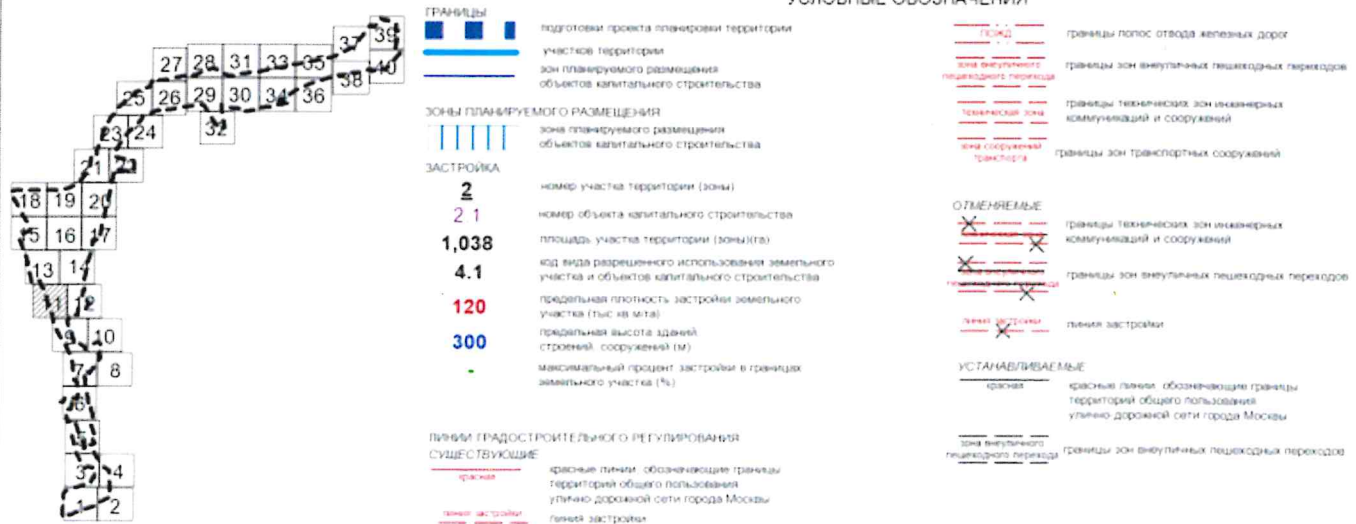 УСЛОВНЫЕ ОБОЗНАЧЕНИЯ
39
37
40
27 28 31 33 35
38
25 26 29 30 34 36
32
23 24
21
18 19 20
15 16 17
13 14
11 12
9 10
7 8
6
5
3 4
1 2
ГРАНИЦЫ
подготовки проекта планировки территории
участков территории
зон планируемого размещения
объектов капитального строительства
ЗОНЫ ПЛАНИРУЕМОГО РАЗМЕЩЕНИЯ
зона планируемого размещения
объектов капитального строительства
ЗАСТРОЙКА
2 номер участка территории (зоны)
2.1 номер объекта капитального строительства
1,038 площадь участка территории (зоны)(га)
4.1 код вида разрешенного использования земельного
участка и объектов капитального строительства
120 предельная плотность застройки земельного
участка (тыс кв м/га)
300 предельная высота зданий
строений, сооружений (м)
- максимальный процент застройки в границах
земельного участка (%)
ЛИНИИ ГРАДОСТРОИТЕЛЬНОГО РЕГУЛИРОВАНИЯ
СУЩЕСТВУЮЩИЕ
красная
красные линии обозначающие границы
территорий общего пользования
улично дорожной сети города Москвы
линия застройки линия застройки
ПОЖД границы полос отвода железных дорог
зона внеуличного
пешеходного перехода
границы зон внеуличных пешеходных переходов
техническая зона
границы технических зон инженерных
коммуникаций и сооружений
зона сооружений
транспорта
границы зон транспортных сооружений
ОТМЕНЯЕМЫЕ
границы технических зон инженерных
коммуникаций и сооружений
зона внеуличного
пешеходного перехода
границы зон внеуличных пешеходных переходов
линия застройки линия застройки
УСТАНАВЛИВАЕМЫЕ
красная
красные линии обозначающие границы
территорий общего пользования
улично дорожной сети города Москвы
зона внеуличного
пешеходного перехода
границы зон внеуличных пешеходных переходов